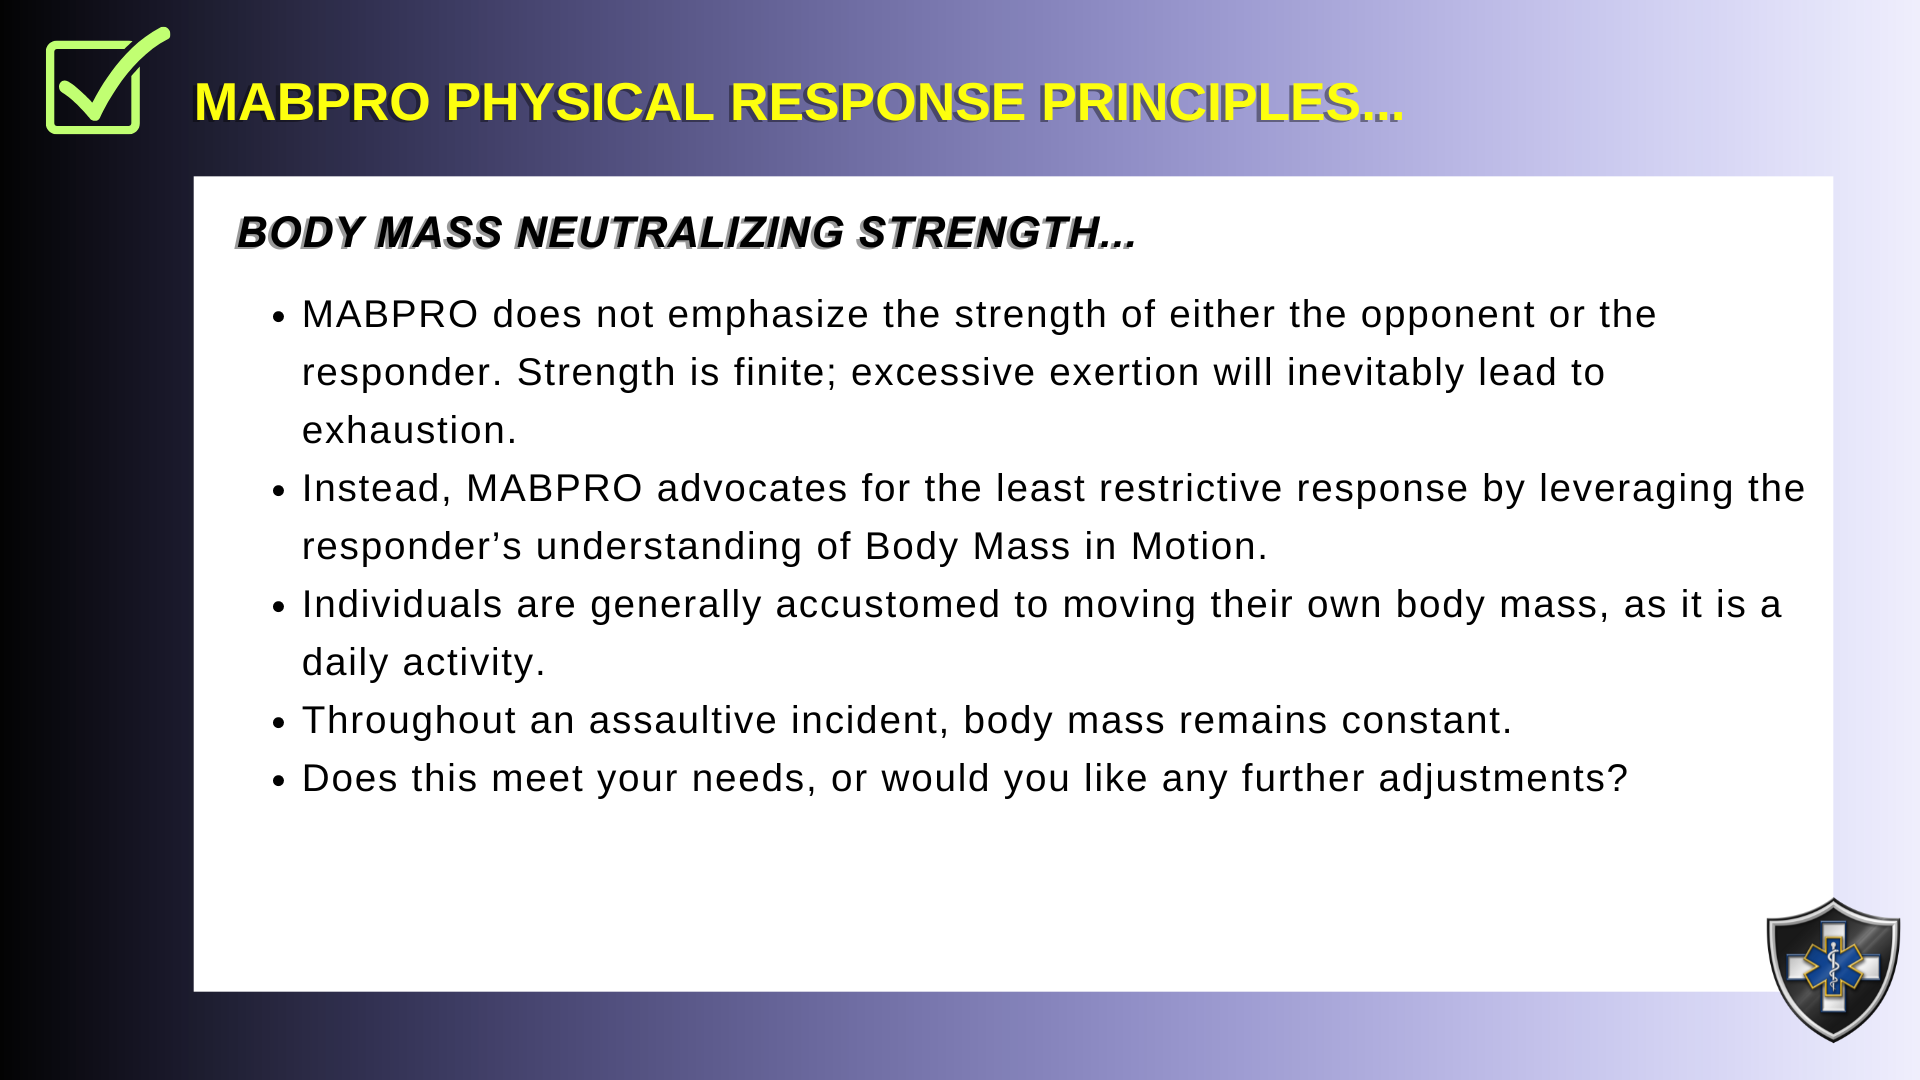 MABPRO PHYSICAL RESPONSE PRINCIPLES...
BODY MASS NEUTRALIZING STRENGTH...
• MABPRO does not emphasize the strength of either the opponent or the
responder. Strength is finite; excessive exertion will inevitably lead to
exhaustion.
• Instead, MABPRO advocates for the least restrictive response by leveraging the
responder’s understanding of Body Mass in Motion.
• Individuals are generally accustomed to moving their own body mass, as it is a
daily activity.
• Throughout an assaultive incident, body mass remains constant.
• Does this meet your needs, or would you like any further adjustments?